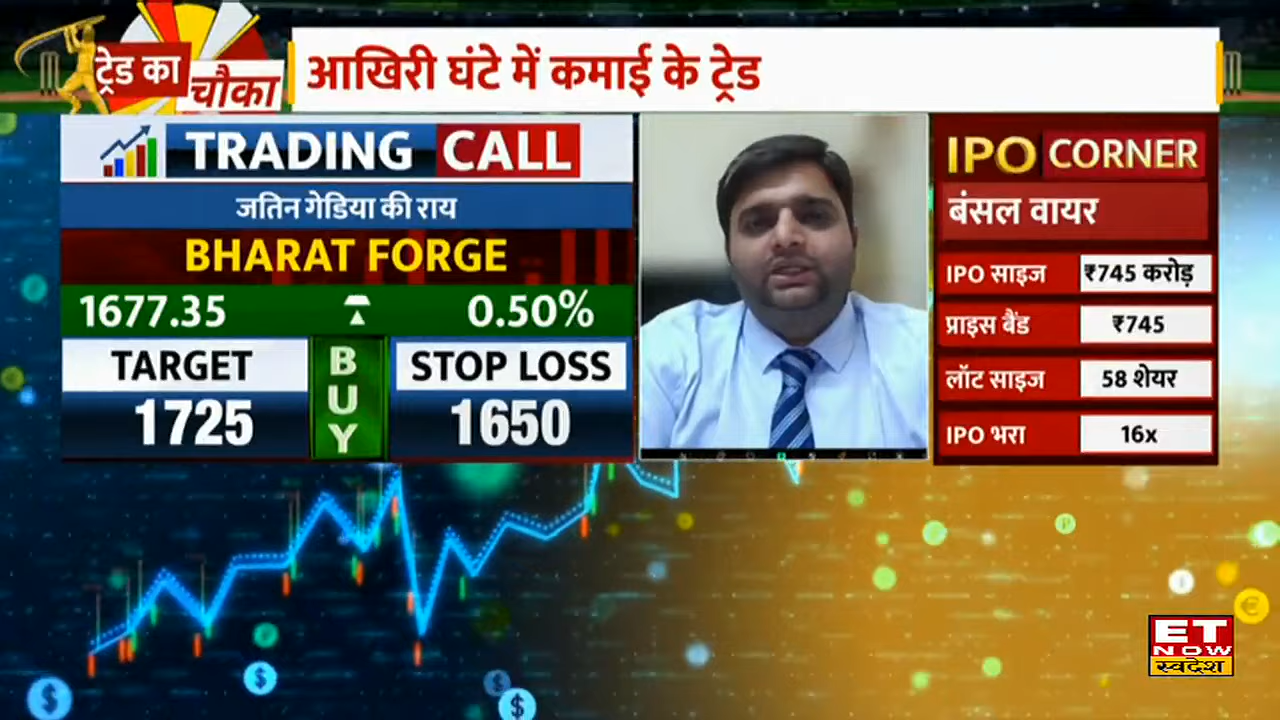 ट्रेड का
चौका
आखिरी घंटे में कमाई के ट्रेड
TRADING CALL
जतिन गेडिया की राय
BHARAT FORGE
1677.35 0.50%
TARGET
1725
BUY
STOP LOSS
1650
IPO CORNER
बंसल वायर
IPO साइज ₹745 करोड़
प्राइस बैंड ₹745
लॉट साइज 58 शेयर
IPO भरा 16x
ET
NOW
स्वदेश